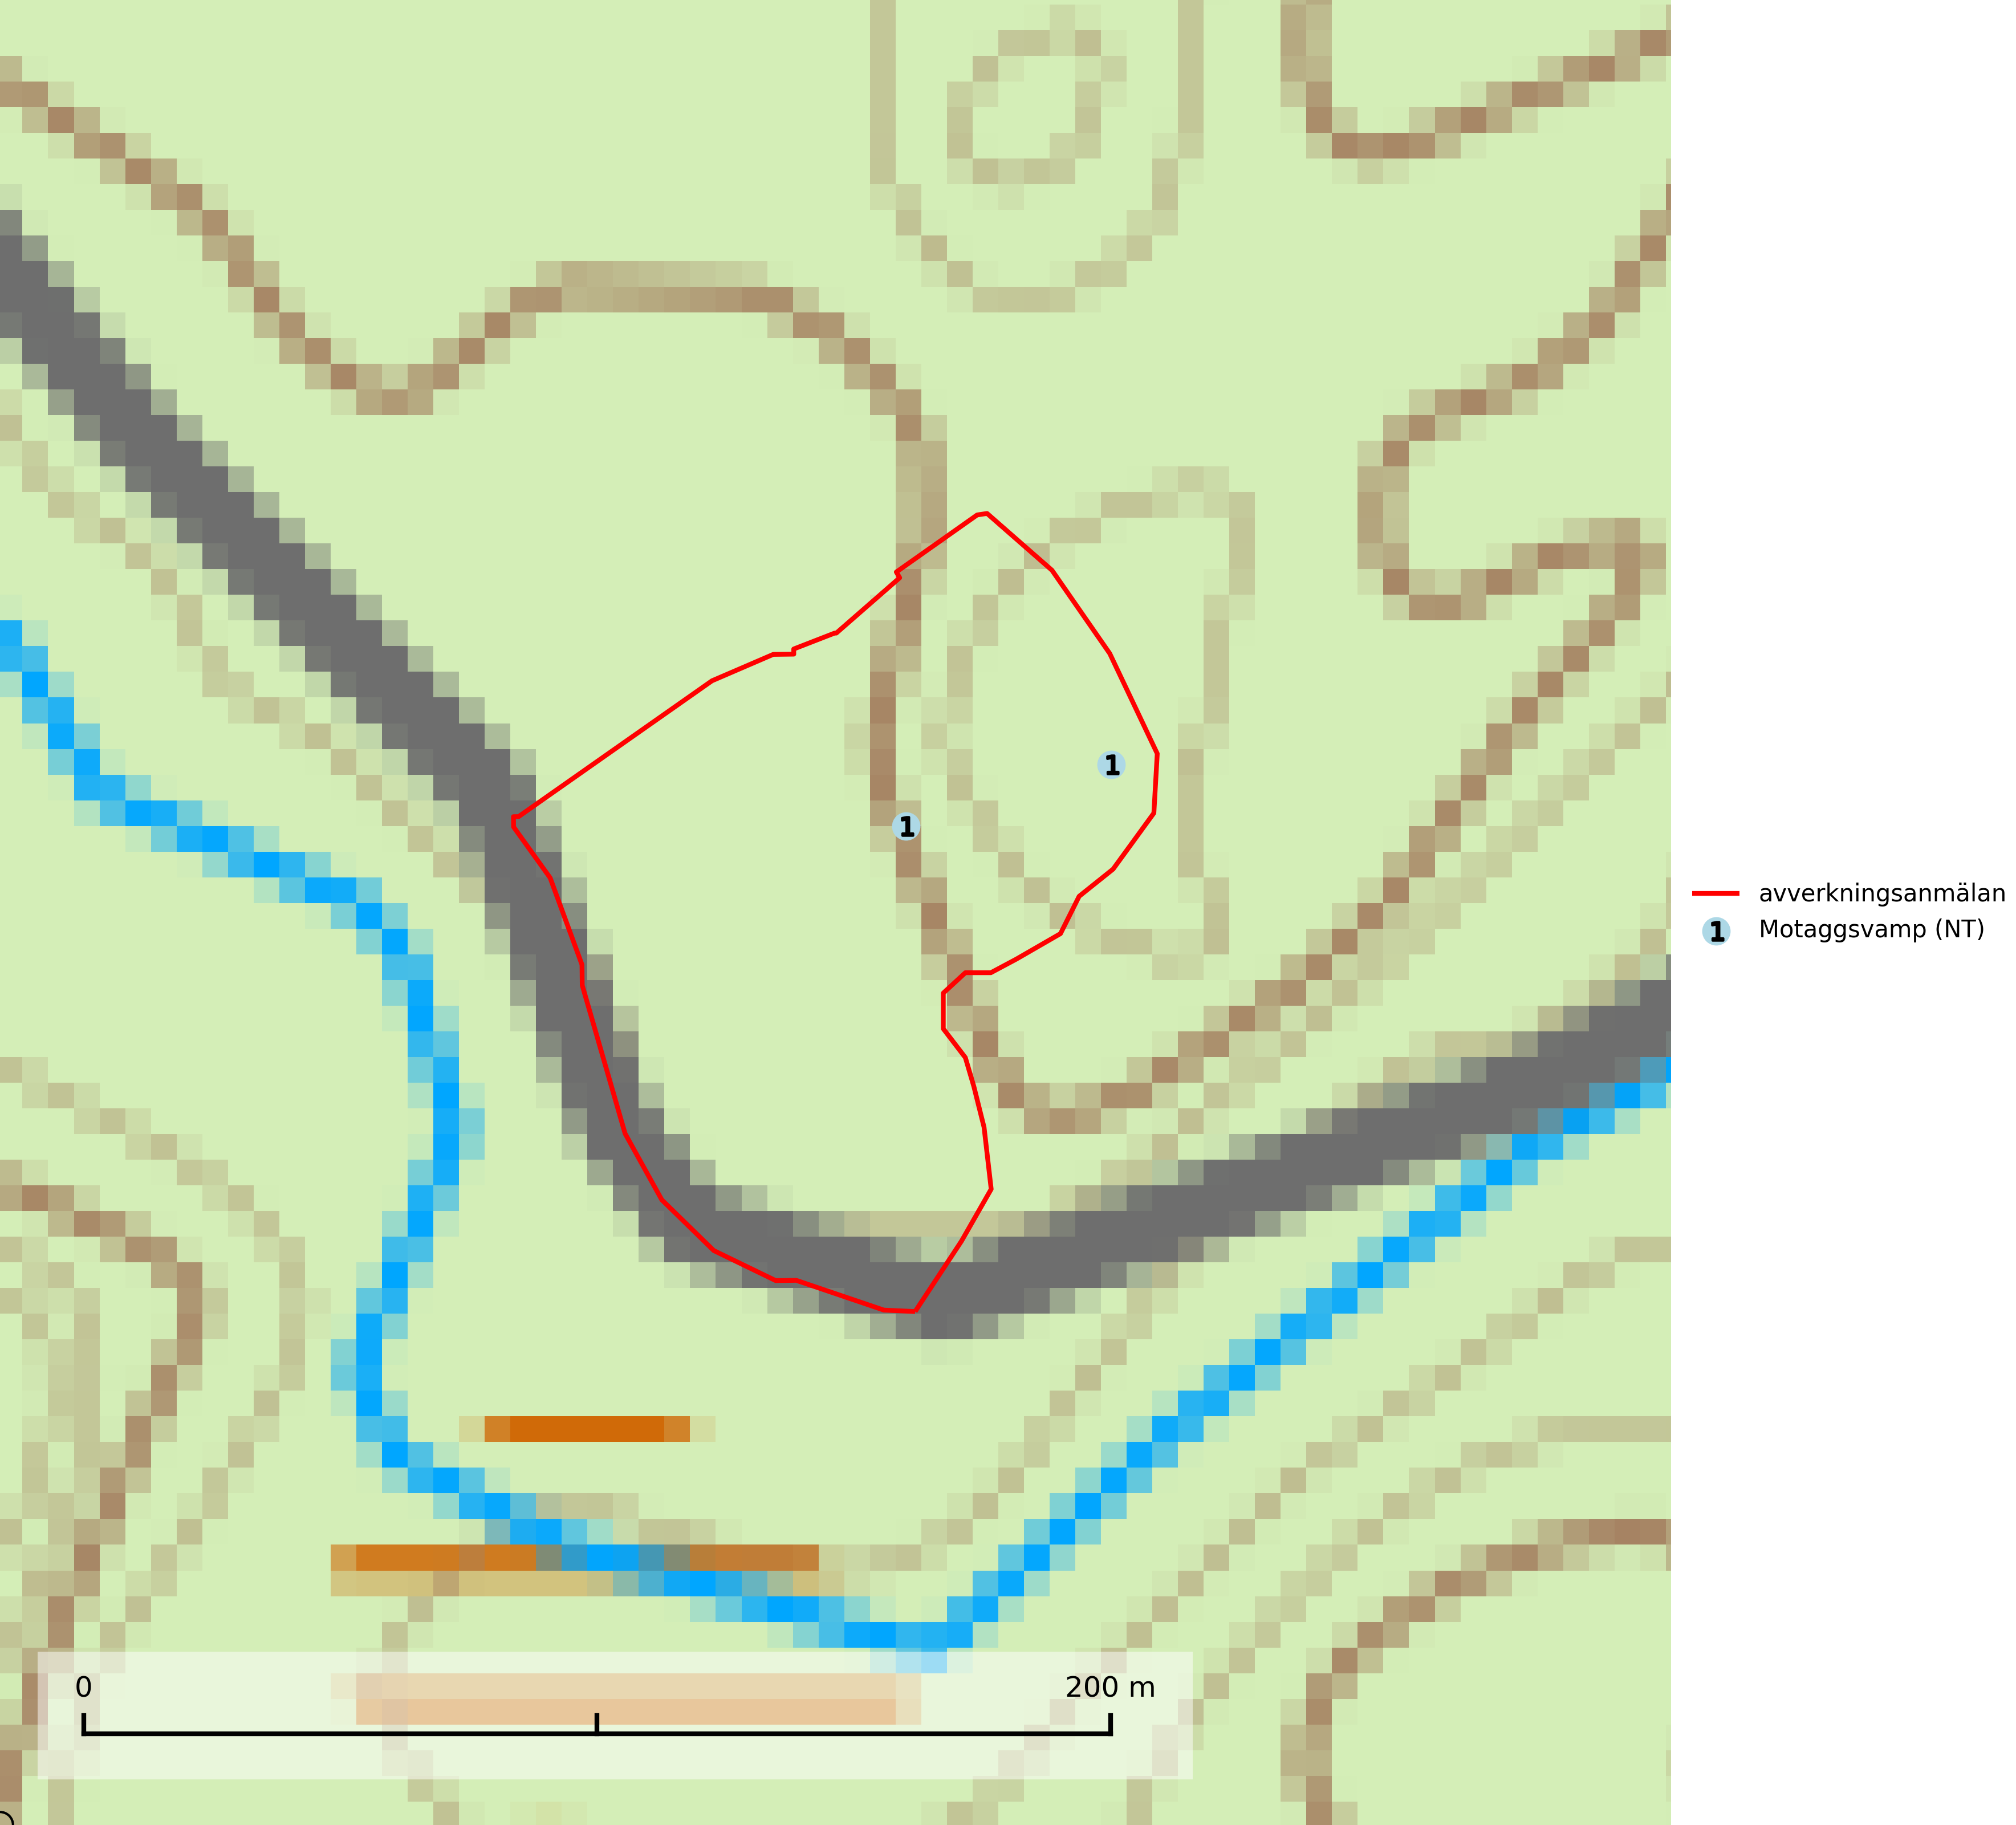 1
1
avverkningsanmälan
1 Motaggsvamp (NT)
0 200 m